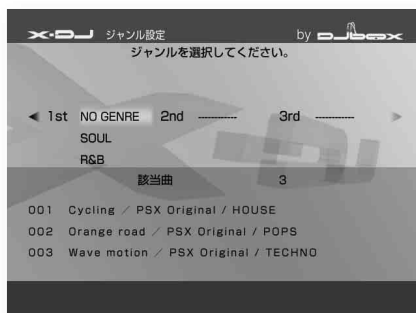 X-DJ ジャンル設定 by DJbox
ジャンルを選択してください。
1st NO GENRE 2nd ----------- 3rd -----------
SOUL
R&B
該当曲 3
001 Cycling / PSX Original / HOUSE
002 Orange road / PSX Original / POPS
003 Wave motion / PSX Original / TECHNO